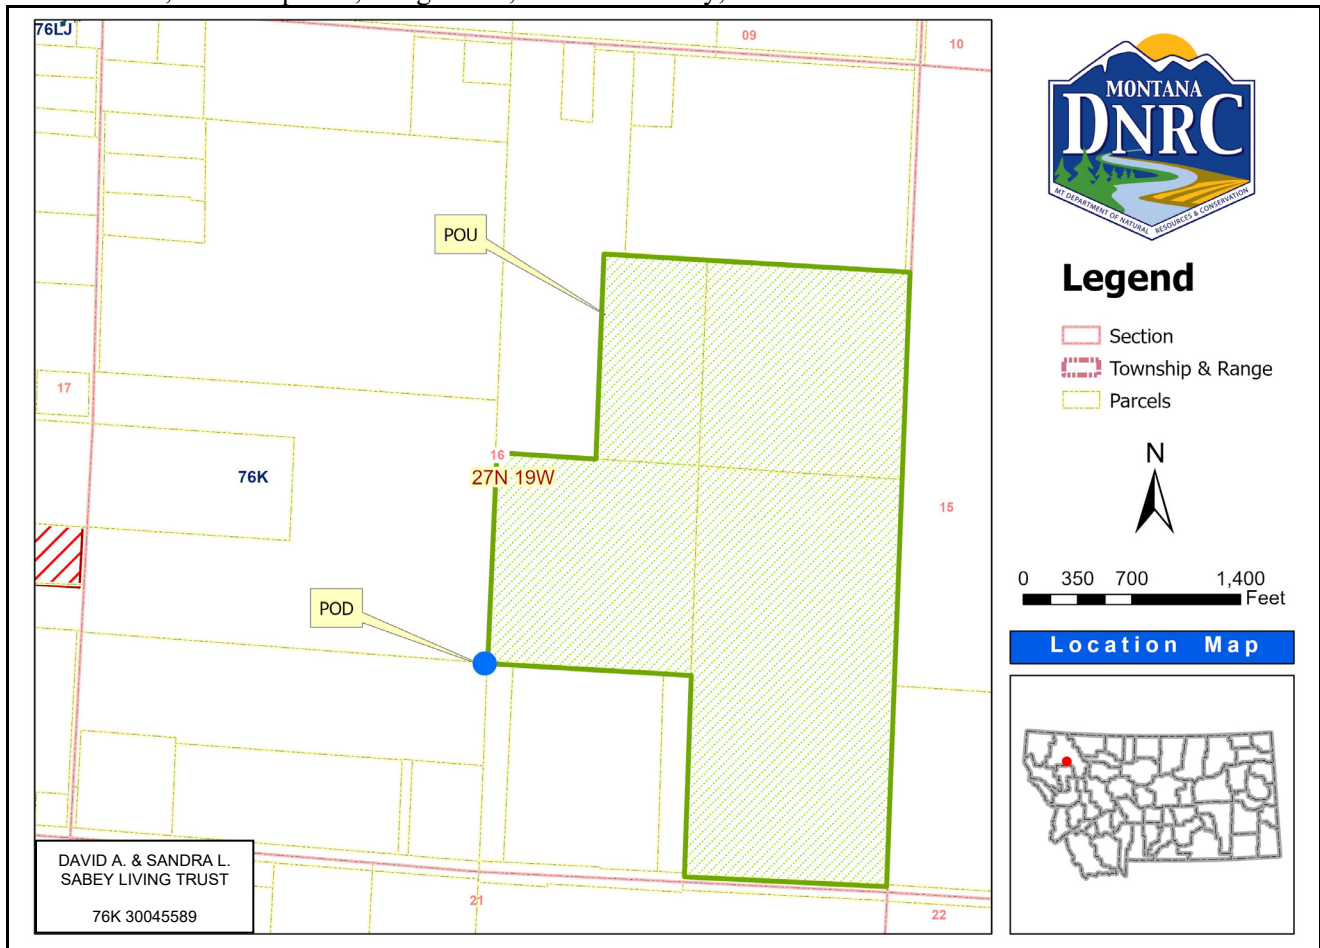 76LJ
09
10
POU
17
16
27N 19W
76K
15
POD
21
22
DAVID A. & SANDRA L.
SABEY LIVING TRUST
76K 30045589
MONTANA
DNRC
MT DEPARTMENT OF NATURAL RESOURCES & CONSERVATION
Legend
Section
Township & Range
Parcels
N
0 350 700 1,400
Feet
Location Map